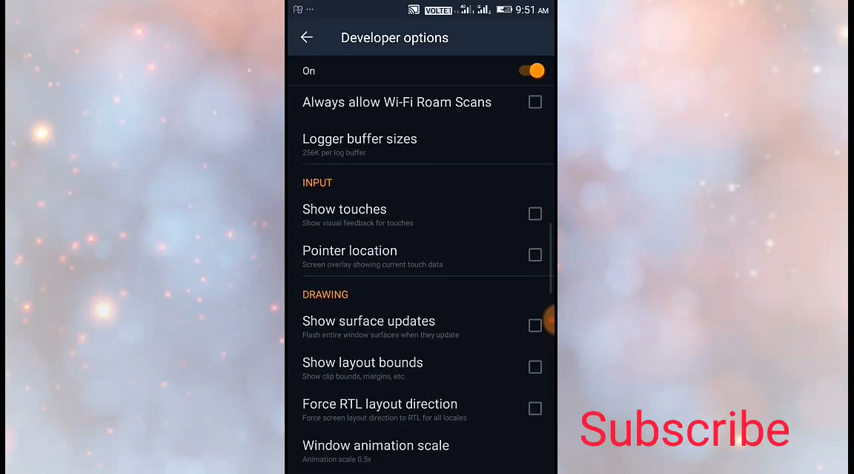 VOLTE1 9:51 AM
Developer options
On
Always allow Wi-Fi Roam Scans
Logger buffer sizes
256K per log buffer
INPUT
Show touches
Show visual feedback for touches
Pointer location
Screen overlay showing current touch data
DRAWING
Show surface updates
Flash entire window surfaces when they update
Show layout bounds
Show clip bounds, margins, etc.
Force RTL layout direction
Force screen layout direction to RTL for all locales
Window animation scale
Animation scale 0.5x
Subscribe